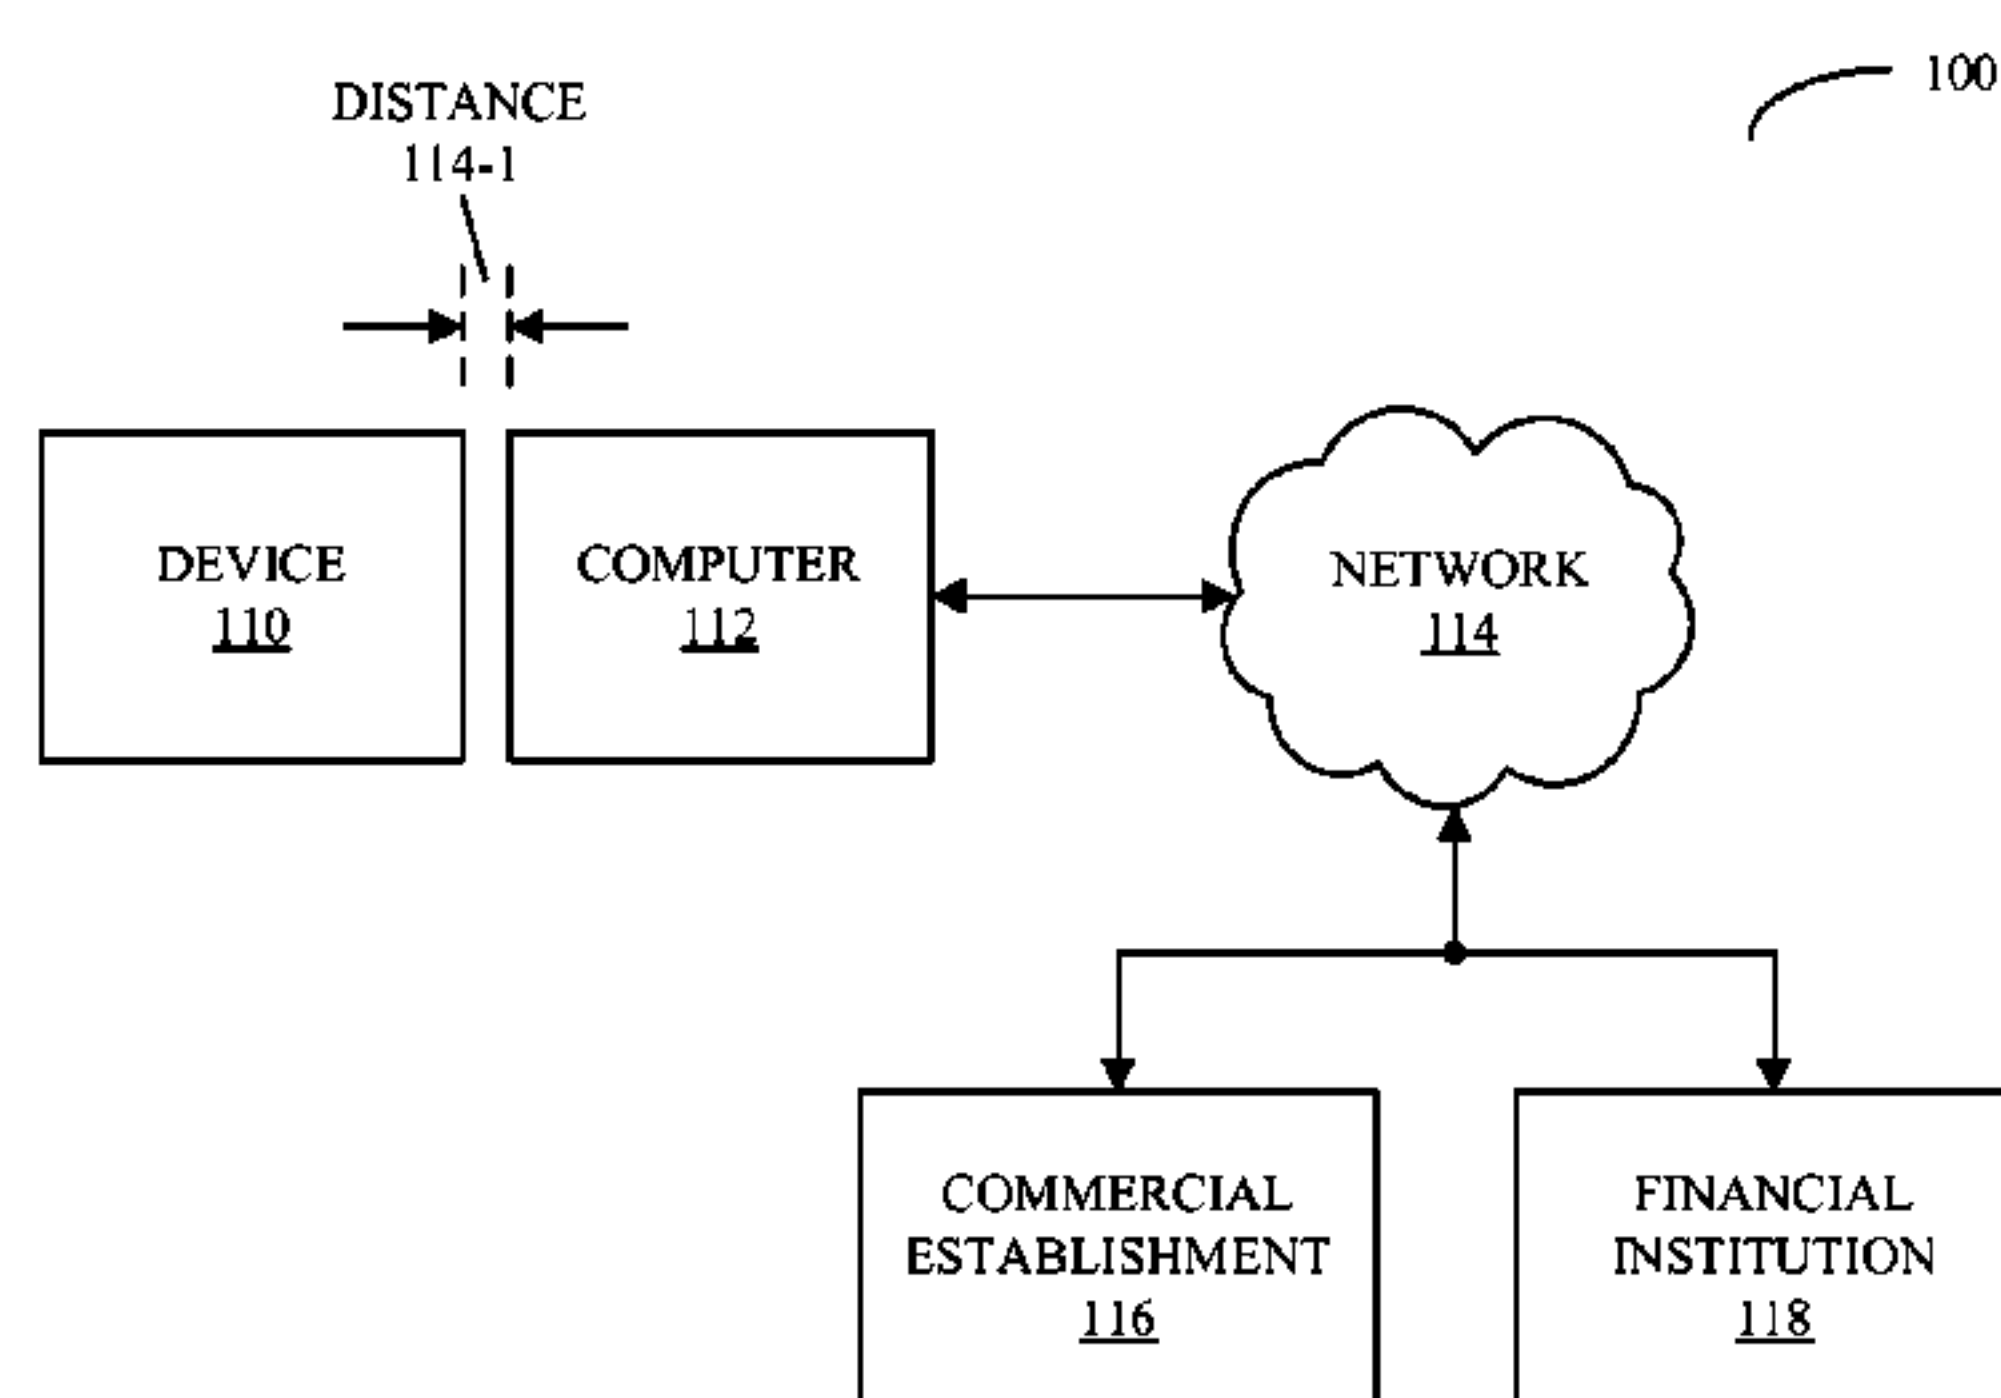 100
DISTANCE
114-1
DEVICE
110
COMPUTER
112
NETWORK
114
COMMERCIAL
ESTABLISHMENT
116
FINANCIAL
INSTITUTION
118